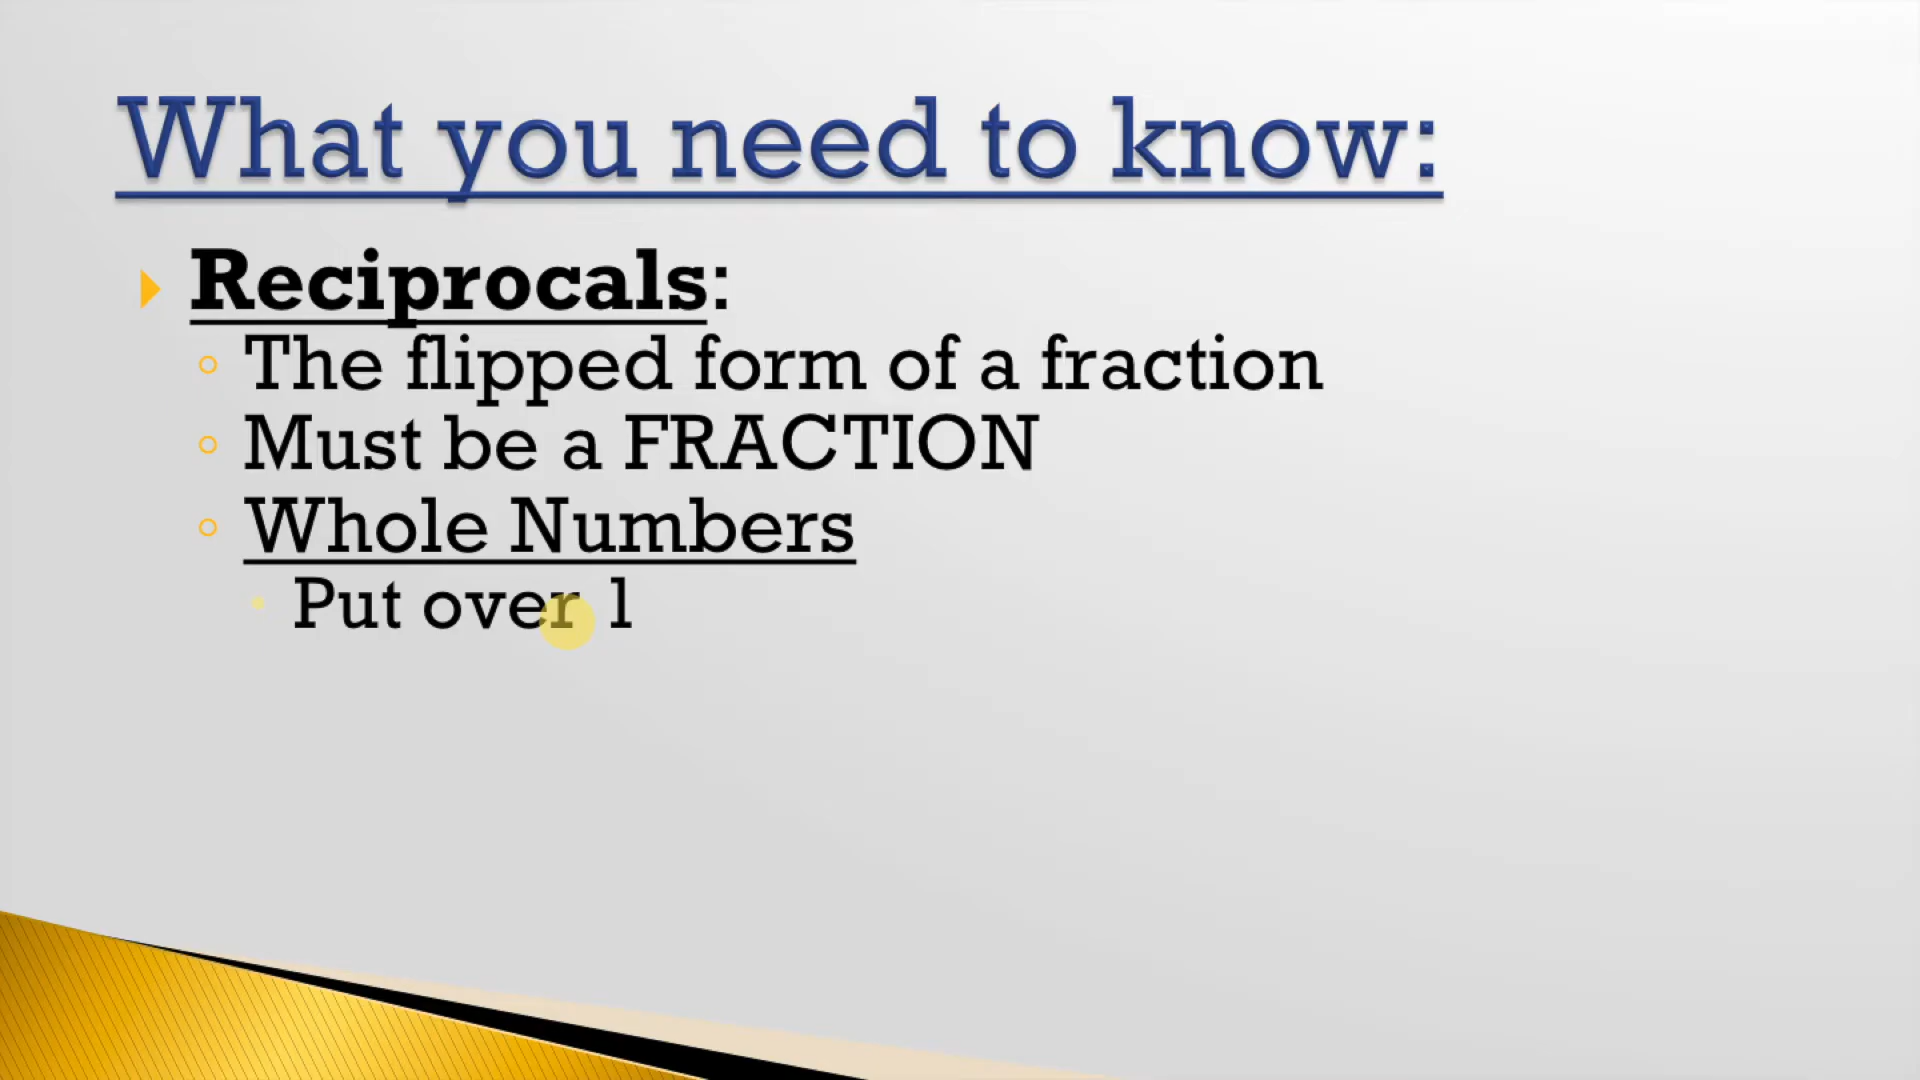 What you need to know:
Reciprocals:
The flipped form of a fraction
Must be a FRACTION
Whole Numbers
Put over 1